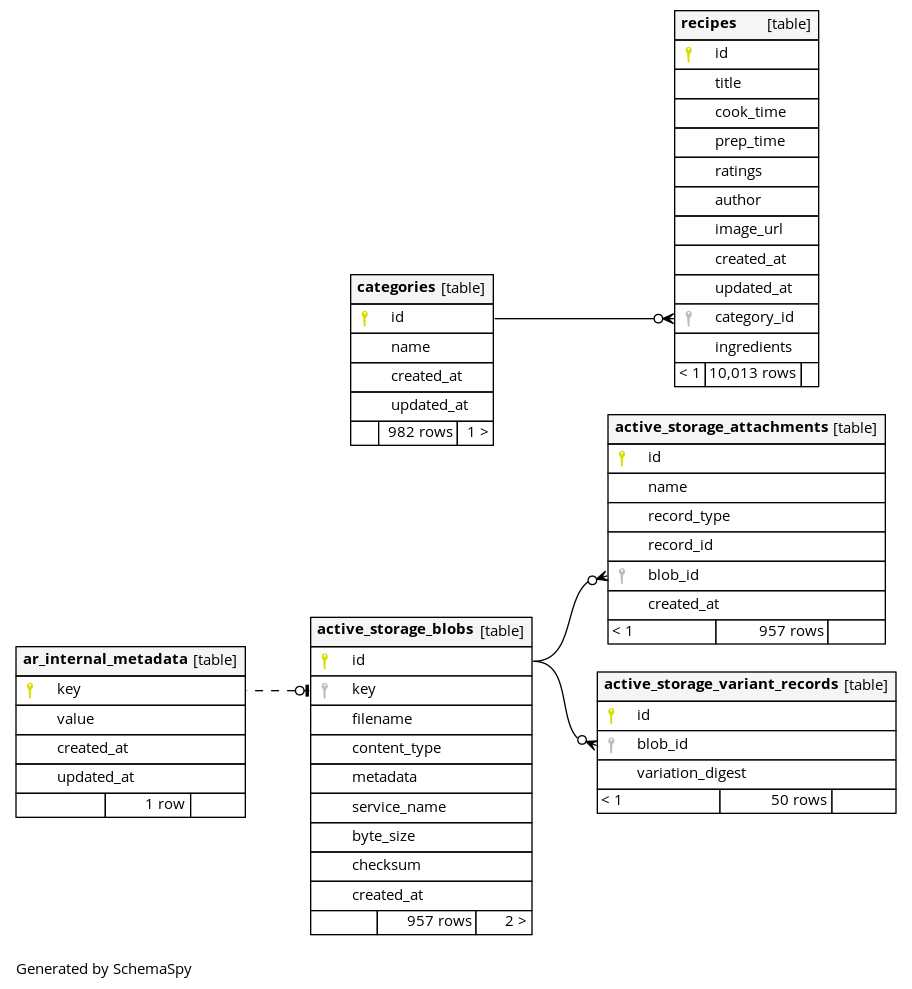 recipes [table]
id
title
cook_time
prep_time
ratings
author
image_url
created_at
updated_at
category_id
ingredients
< 1 10,013 rows
categories [table]
id
name
created_at
updated_at
982 rows 1 >
active_storage_attachments [table]
id
name
record_type
record_id
blob_id
created_at
< 1 957 rows
active_storage_blobs [table]
id
key
filename
content_type
metadata
service_name
byte_size
checksum
created_at
957 rows 2 >
ar_internal_metadata [table]
key
value
created_at
updated_at
1 row
active_storage_variant_records [table]
id
blob_id
variation_digest
< 1 50 rows
Generated by SchemaSpy